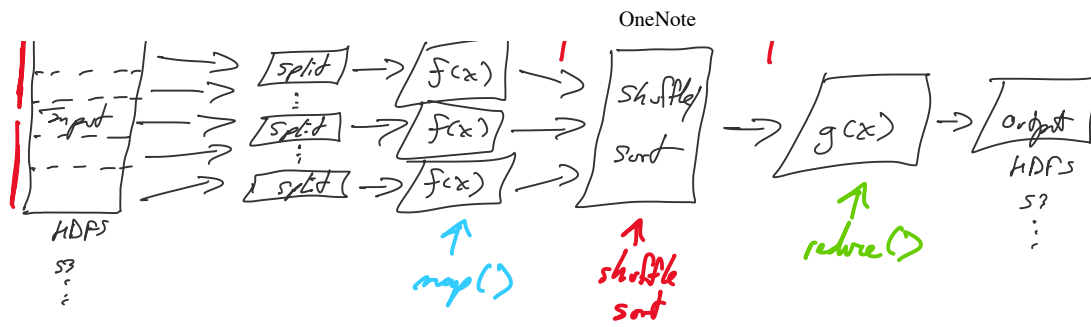 OneNote
input
HDFS
S3
split
split
split
f(x)
f(x)
f(x)
map()
shuffle/
sort
shuffle
sort
g(x)
reduce()
output
HDFS
S3